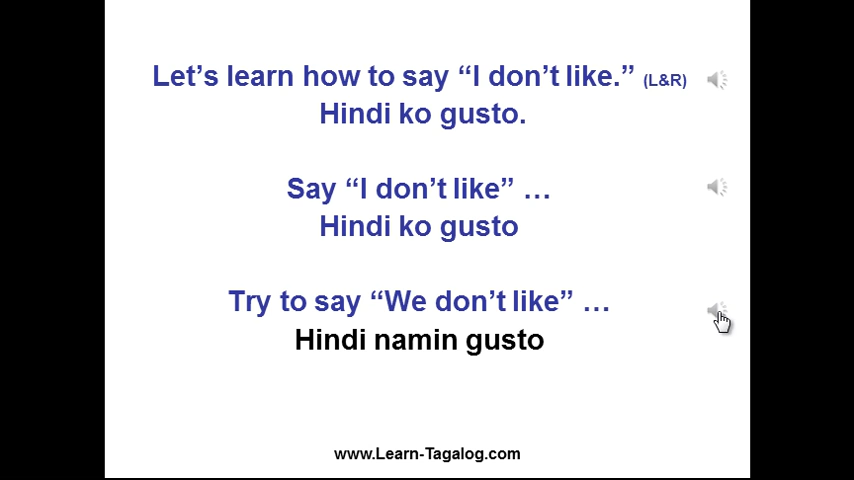 Let’s learn how to say “I don’t like.” (L&R)
Hindi ko gusto.
Say “I don’t like” …
Hindi ko gusto
Try to say “We don’t like” …
Hindi namin gusto
www.Learn-Tagalog.com